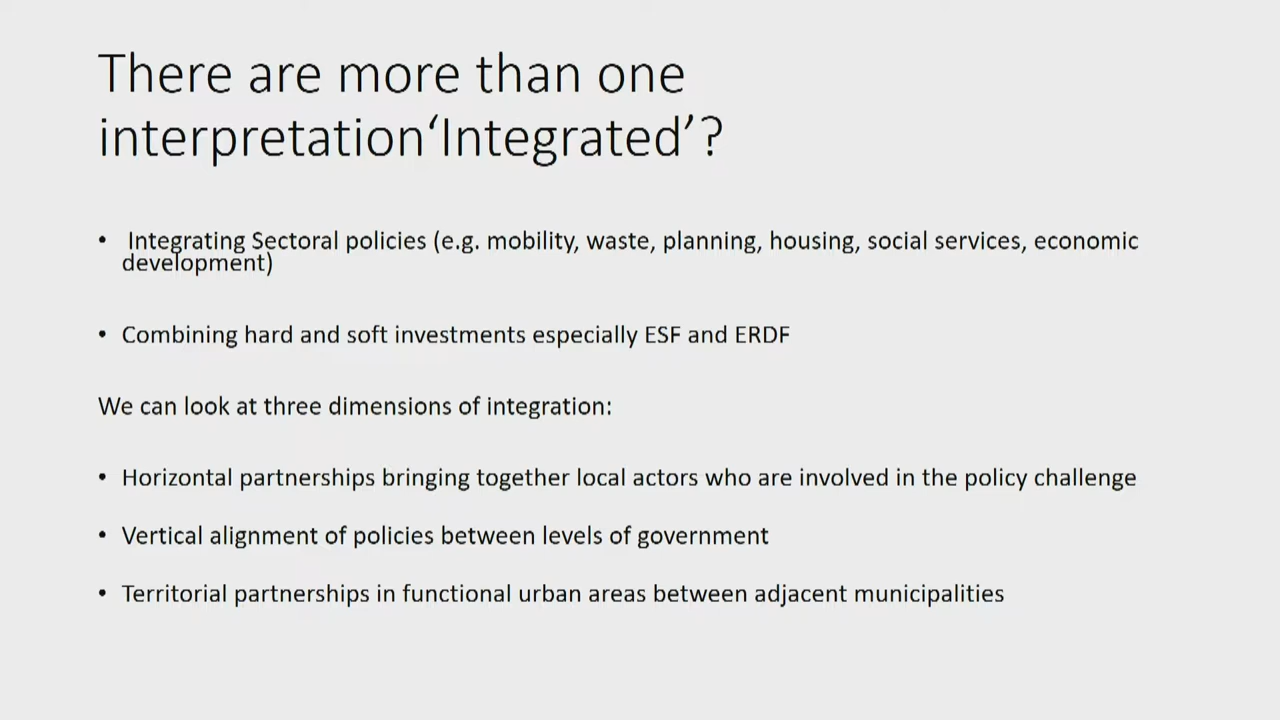 There are more than one
interpretation‘Integrated’?
• Integrating Sectoral policies (e.g. mobility, waste, planning, housing, social services, economic
development)
• Combining hard and soft investments especially ESF and ERDF
We can look at three dimensions of integration:
• Horizontal partnerships bringing together local actors who are involved in the policy challenge
• Vertical alignment of policies between levels of government
• Territorial partnerships in functional urban areas between adjacent municipalities